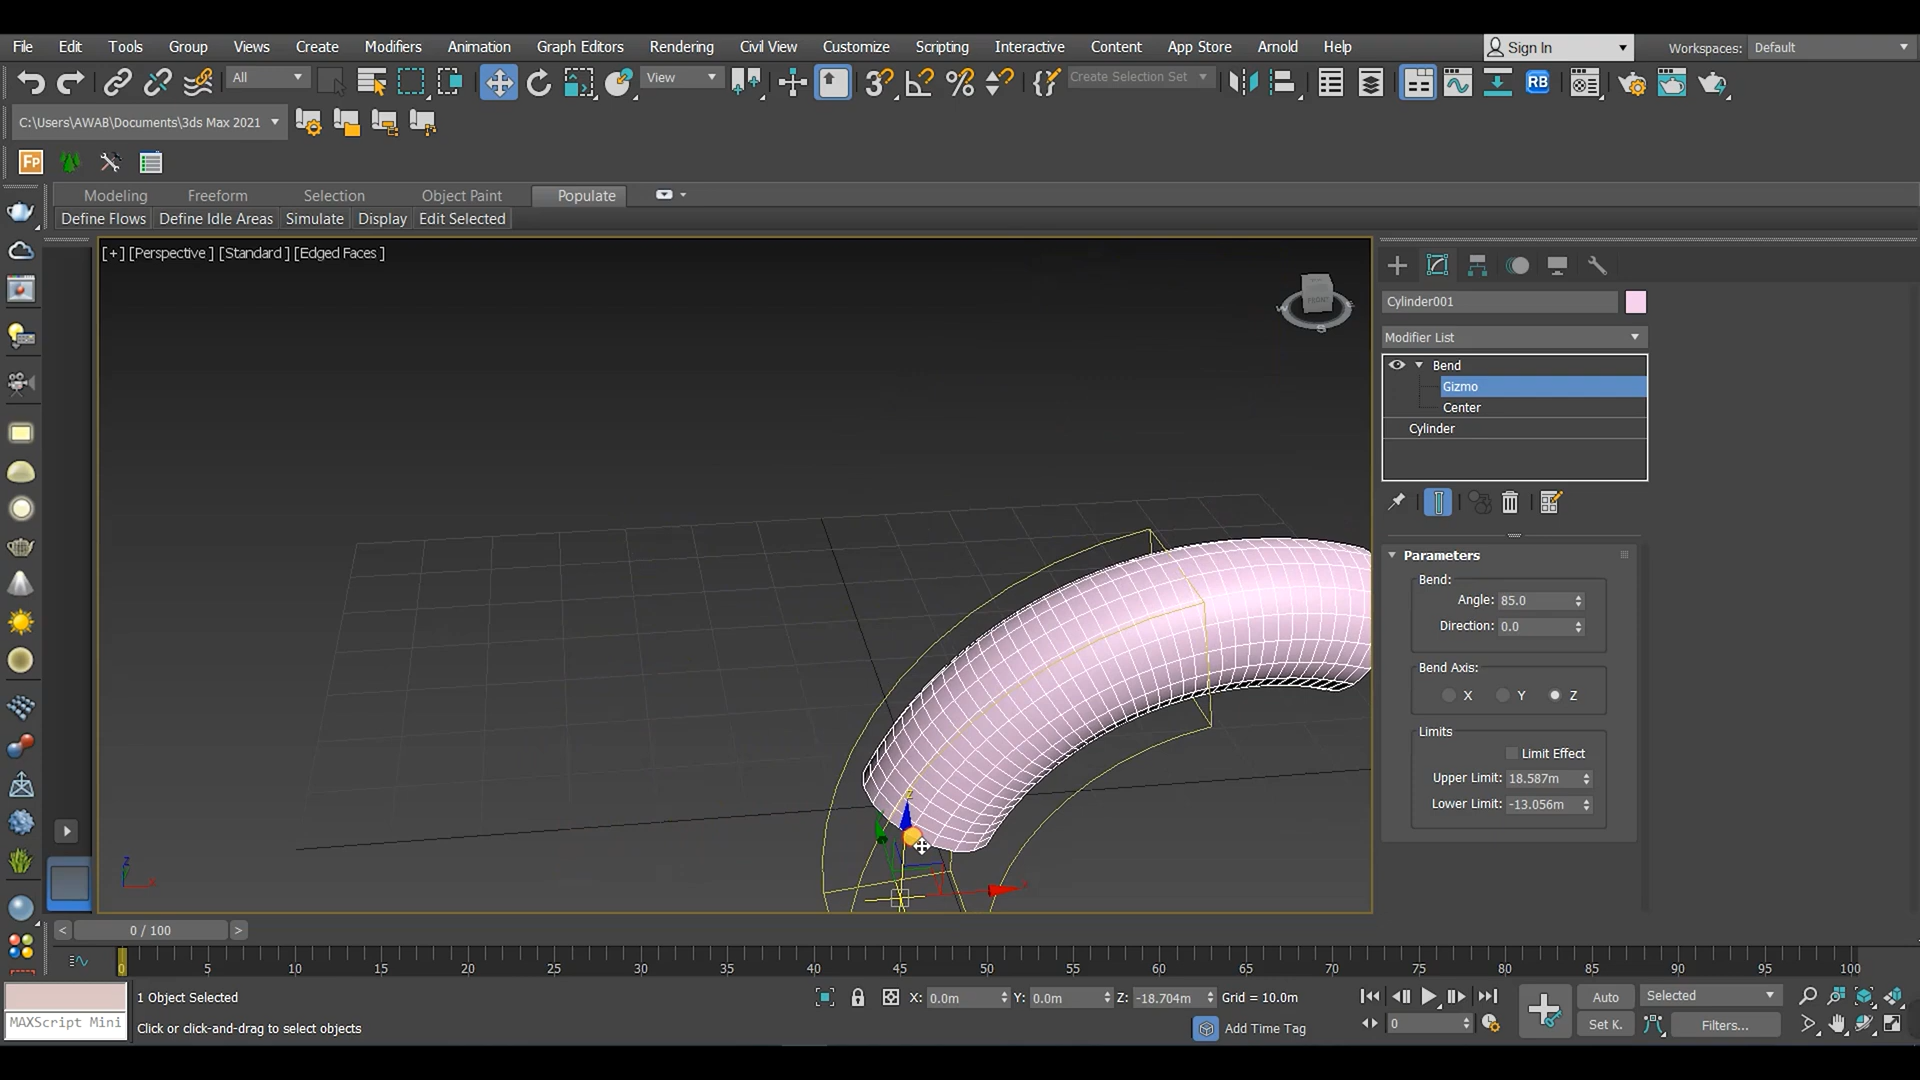 File Edit Tools Group Views Create Modifiers Animation Graph Editors Rendering Civil View Customize Scripting Interactive Content App Store Arnold Help Sign In Workspaces: Default
All View Create Selection Set RB
C:\Users\AWAB\Documents\3ds Max 2021
Fp
Modeling Freeform Selection Object Paint Populate
Define Flows Define Idle Areas Simulate Display Edit Selected
[+] [Perspective ] [Standard ] [Edged Faces ]
FRONT
S
Cylinder001
Modifier List
Bend
Gizmo
Center
Cylinder
Parameters
Bend:
Angle: 85.0
Direction: 0.0
Bend Axis:
X Y Z
Limits
Limit Effect
Upper Limit: 18.587m
Lower Limit: -13.056m
z
x
z
x
< 0 / 100 >
0 5 10 15 20 25 30 35 40 45 50 55 60 65 70 75 80 85 90 95 100
1 Object Selected X: 0.0m Y: 0.0m Z: -18.704m Grid = 10.0m Auto Selected
MAXScript Mini Click or click-and-drag to select objects Add Time Tag 0 Set K. Filters...